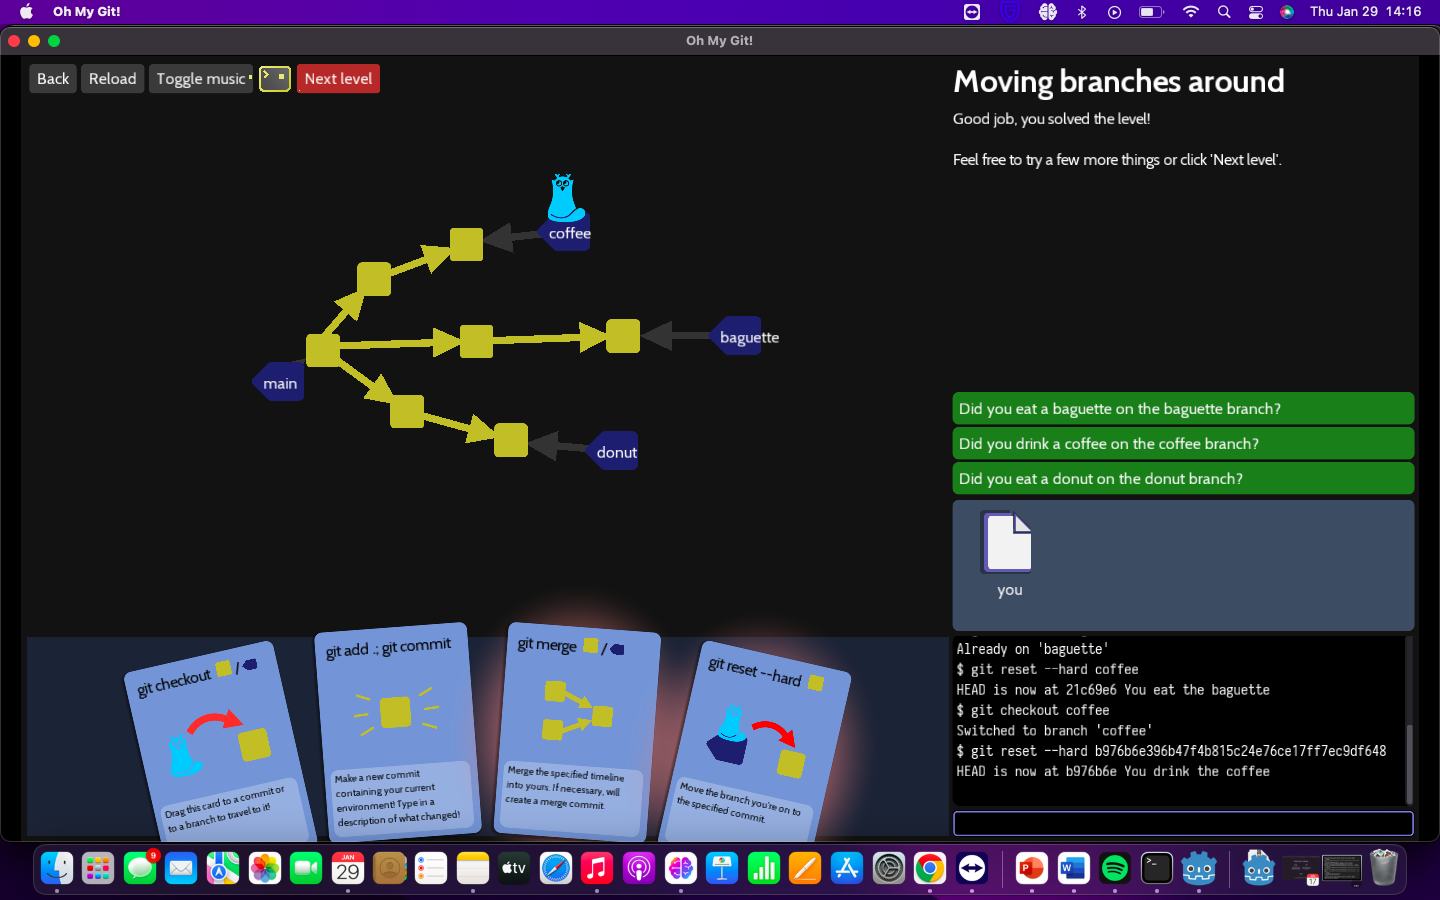 Oh My Git!
Thu Jan 29 14:16
Oh My Git!
Back
Reload
Toggle music
Next level
Moving branches around
Good job, you solved the level!
Feel free to try a few more things or click 'Next level'.
coffee
baguette
main
donut
Did you eat a baguette on the baguette branch?
Did you drink a coffee on the coffee branch?
Did you eat a donut on the donut branch?
you
git checkout /
Drag this card to a commit or
to a branch to travel to it!
git add .; git commit
Make a new commit
containing your current
environment! Type in a
description of what changed!
git merge /
Merge the specified timeline
into yours. If necessary, will
create a merge commit.
git reset --hard
Move the branch you're on to
the specified commit.
Already on 'baguette'
$ git reset --hard coffee
HEAD is now at 21c69e6 You eat the baguette
$ git checkout coffee
Switched to branch 'coffee'
$ git reset --hard b976b6e396b47f4b815c24e76ce17ff7ec9df648
HEAD is now at b976b6e You drink the coffee
9
JAN
29
tv
17